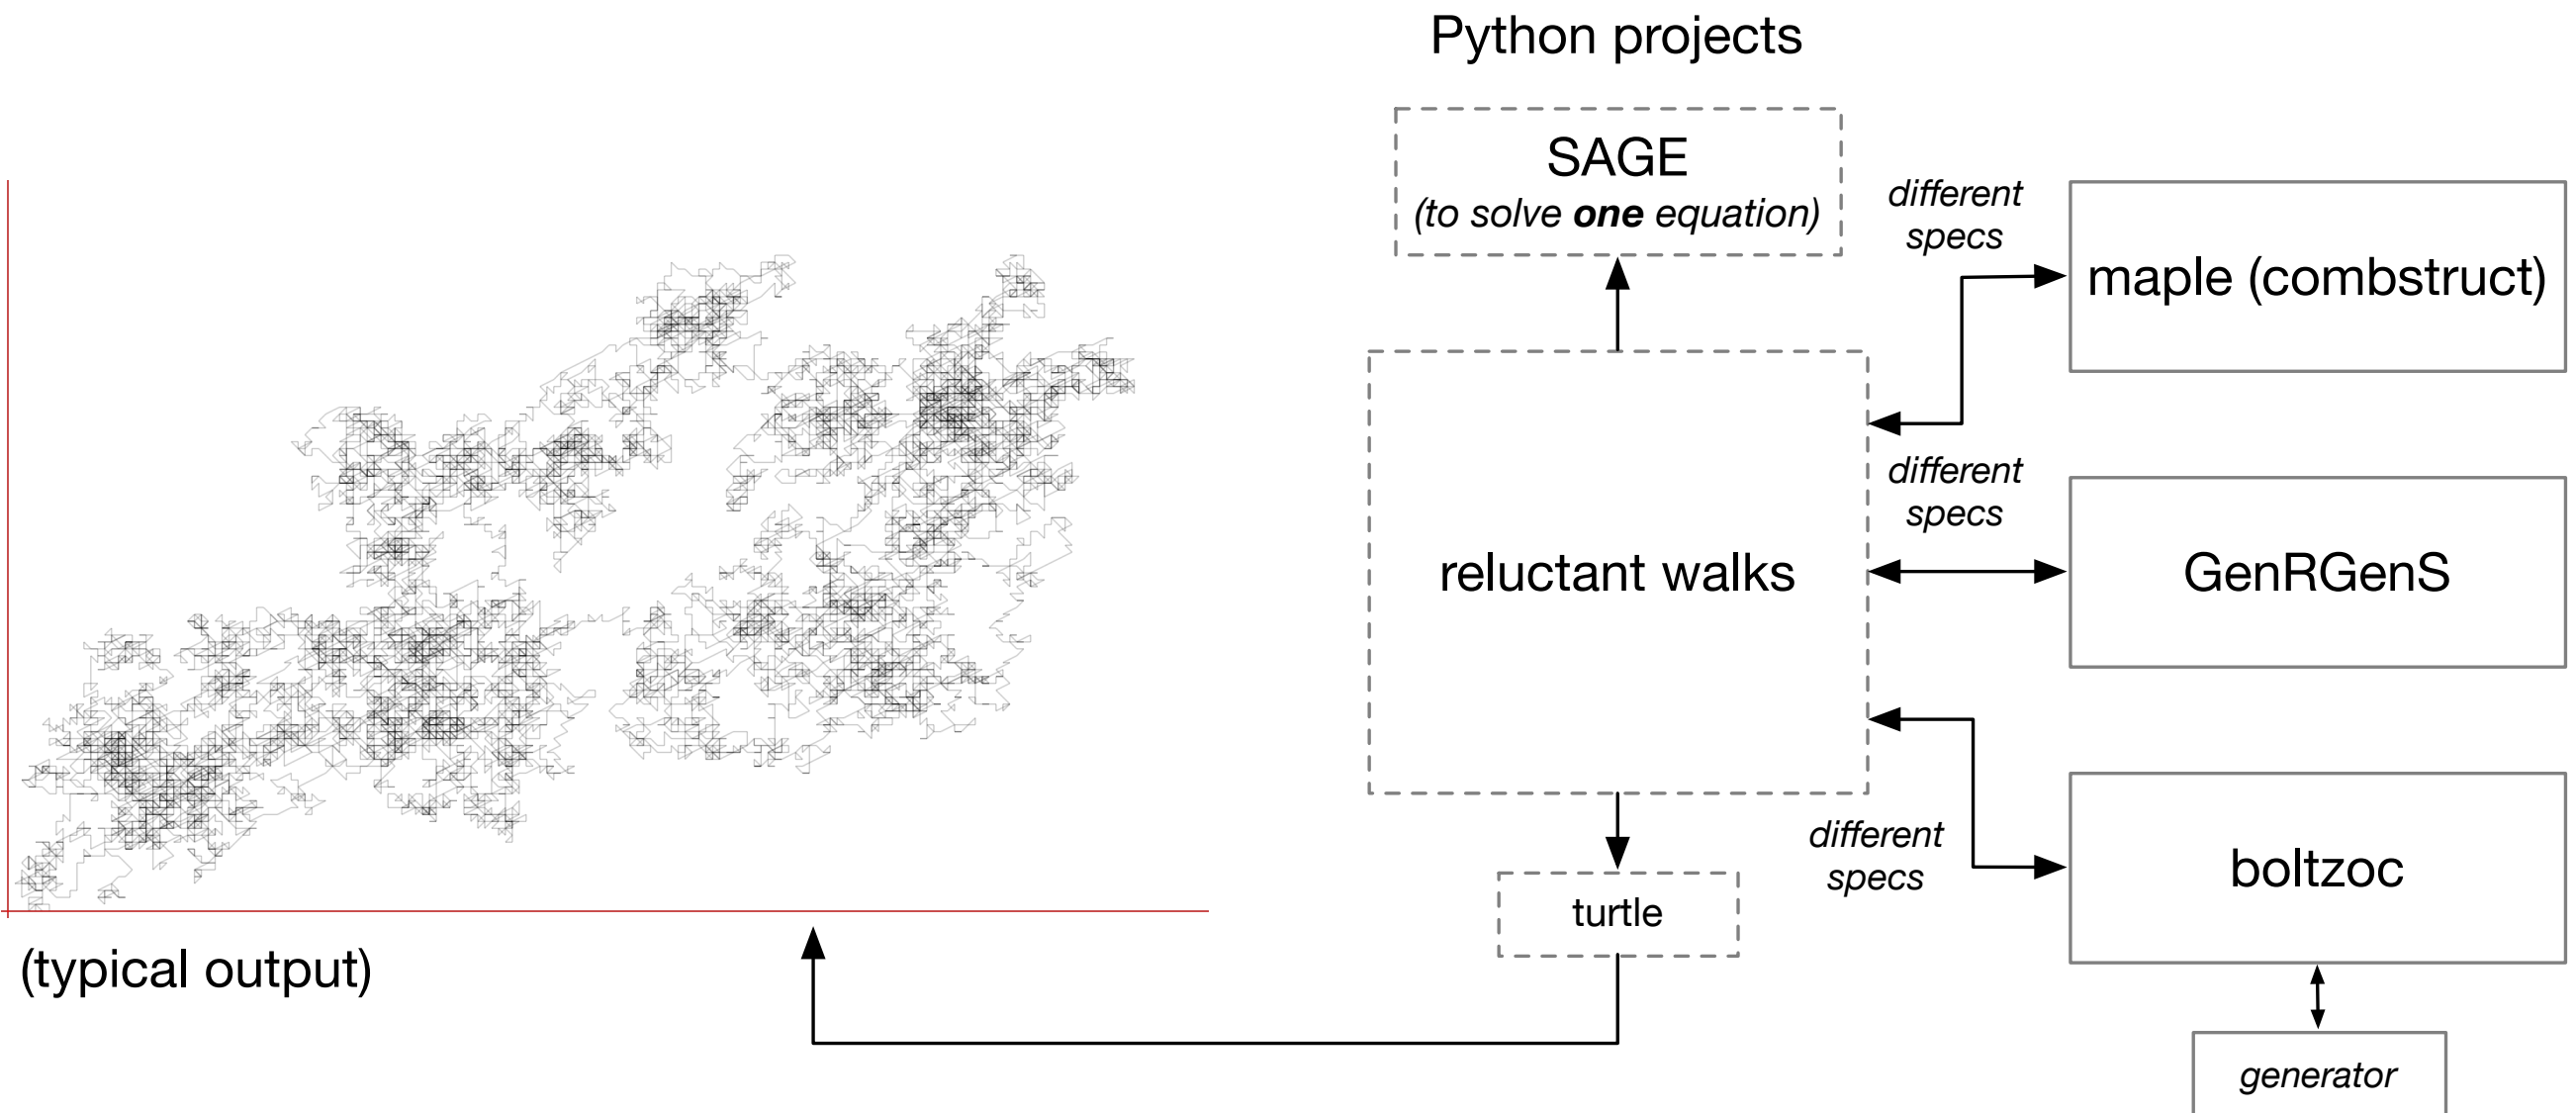 Python projects
SAGE
(to solve one equation)
different
specs
maple (combstruct)
different
specs
reluctant walks
GenRGenS
different
specs
boltzoc
turtle
(typical output)
generator